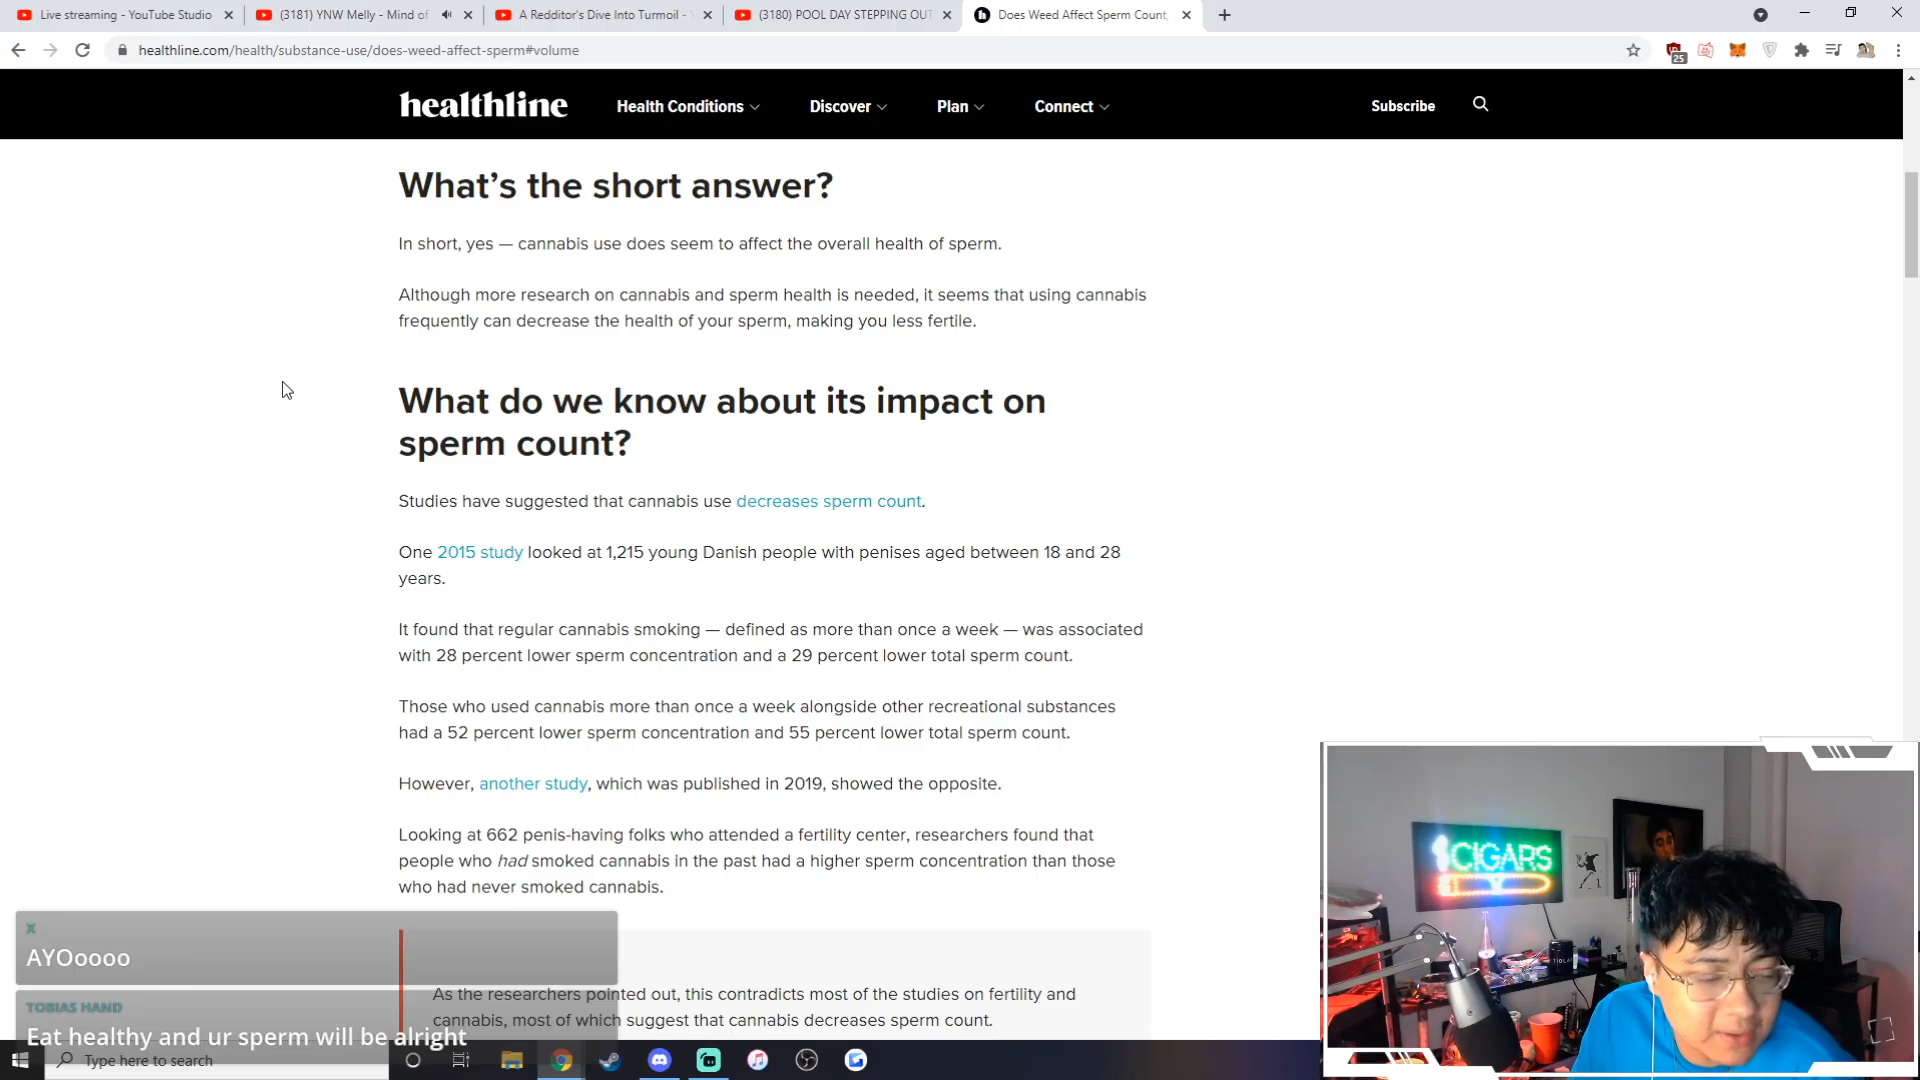 Live streaming - YouTube Studio
(3181) YNW Melly - Mind of
A Redditor's Dive Into Turmoil -
(3180) POOL DAY STEPPING OUT
Does Weed Affect Sperm Count,
healthline.com/health/substance-use/does-weed-affect-sperm#volume
25
healthline
Health Conditions
Discover
Plan
Connect
Subscribe
What's the short answer?
In short, yes — cannabis use does seem to affect the overall health of sperm.
Although more research on cannabis and sperm health is needed, it seems that using cannabis
frequently can decrease the health of your sperm, making you less fertile.
What do we know about its impact on
sperm count?
Studies have suggested that cannabis use decreases sperm count.
One 2015 study looked at 1,215 young Danish people with penises aged between 18 and 28
years.
It found that regular cannabis smoking — defined as more than once a week — was associated
with 28 percent lower sperm concentration and a 29 percent lower total sperm count.
Those who used cannabis more than once a week alongside other recreational substances
had a 52 percent lower sperm concentration and 55 percent lower total sperm count.
However, another study, which was published in 2019, showed the opposite.
Looking at 662 penis-having folks who attended a fertility center, researchers found that
people who had smoked cannabis in the past had a higher sperm concentration than those
who had never smoked cannabis.
As the researchers pointed out, this contradicts most of the studies on fertility and
cannabis, most of which suggest that cannabis decreases sperm count.
X
AYOoooo
TOBIAS HAND
Eat healthy and ur sperm will be alright
Type here to search
CIGARS